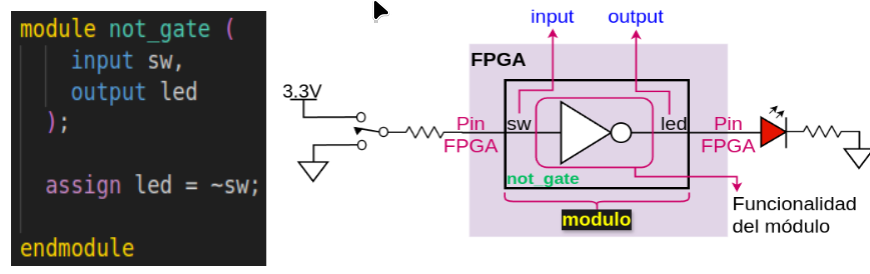 module not_gate (
input sw,
output led
);
assign led = ~sw;
endmodule
input
output
FPGA
3.3V
Pin
FPGA
sw
led
Pin
FPGA
not_gate
modulo
Funcionalidad
del módulo